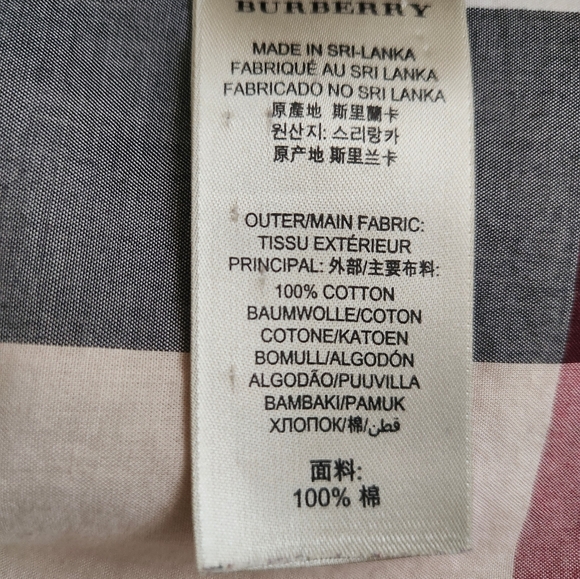 BURBERRY
MADE IN SRI-LANKA
FABRIQUÉ AU SRI LANKA
FABRICADO NO SRI LANKA
原產地 斯里蘭卡
원산지: 스리랑카
原产地 斯里兰卡
OUTER/MAIN FABRIC:
TISSU EXTÉRIEUR
PRINCIPAL: 外部/主要布料:
100% COTTON
BAUMWOLLE/COTON
COTONE/KATOEN
BOMULL/ALGODÓN
ALGODÃO/PUUVILLA
BAMBAKI/PAMUK
ХЛОПОК/棉/قطن
面料:
100% 棉